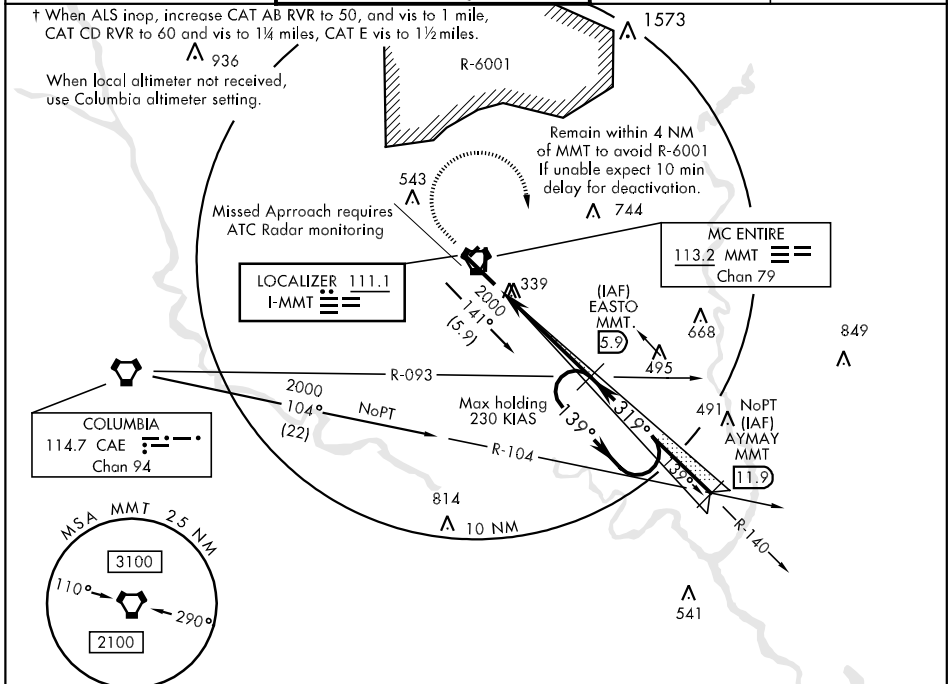 † When ALS inop, increase CAT AB RVR to 50, and vis to 1 mile,
CAT CD RVR to 60 and vis to 1¼ miles, CAT E vis to 1½ miles.
936
1573
When local altimeter not received,
use Columbia altimeter setting.
R-6001
Remain within 4 NM
of MMT to avoid R-6001
If unable expect 10 min
delay for deactivation.
543
744
Missed Aprroach requires
ATC Radar monitoring
MC ENTIRE
113.2 MMT
Chan 79
LOCALIZER 111.1
I-MMT
339
2000
141°
(5.9)
(IAF)
EASTO
MMT
5.9
668
849
495
R-093
2000
104°
(22)
NoPT
R-104
Max holding
230 KIAS
139°
319°
COLUMBIA
114.7 CAE
Chan 94
491
NoPT
(IAF)
AYMAY
MMT
11.9
139°
R-140
814
10 NM
MSA MMT 25 NM
3100
110°
290°
2100
541